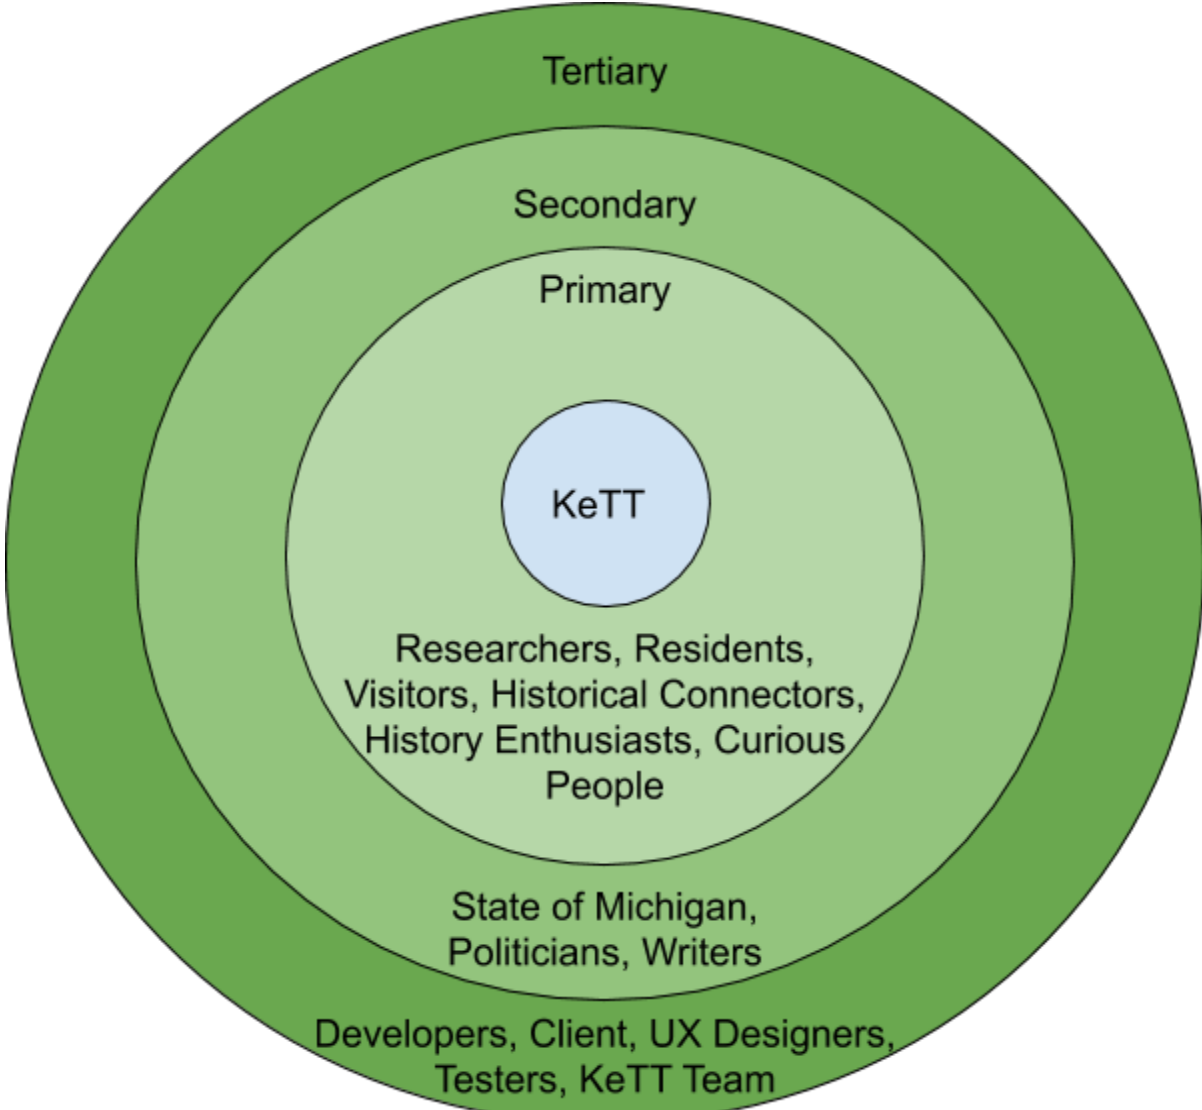 Tertiary
Secondary
Primary
KeTT
Researchers, Residents,
Visitors, Historical Connectors,
History Enthusiasts, Curious
People
State of Michigan,
Politicians, Writers
Developers, Client, UX Designers,
Testers, KeTT Team